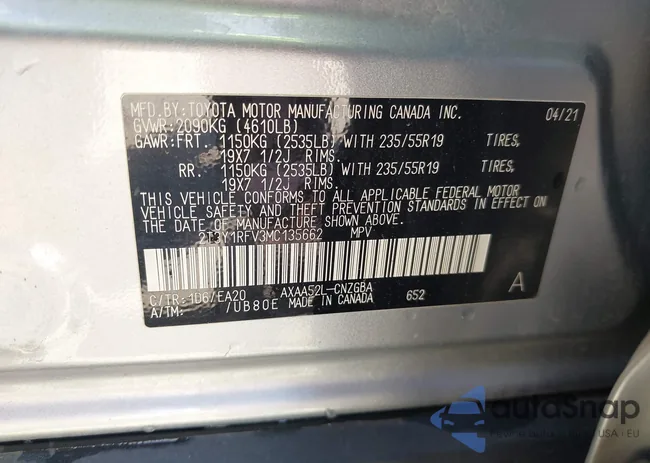 MFD.BY:TOYOTA MOTOR MANUFACTURING CANADA INC. 04/21
GVWR:2090KG (4610LB)
GAWR:FRT. 1150KG (2535LB) WITH 235/55R19 TIRES,
19X7 1/2J RIMS.
RR. 1150KG (2535LB) WITH 235/55R19 TIRES,
19X7 1/2J RIMS.
THIS VEHICLE CONFORMS TO ALL APPLICABLE FEDERAL MOTOR
VEHICLE SAFETY AND THEFT PREVENTION STANDARDS IN EFFECT ON
THE DATE OF MANUFACTURE SHOWN ABOVE.
2T3Y1RFV3MC135662 MPV
C/TR:1D6/EA20 AXAA52L-CNZGBA 652 A
A/TM: /UB80E MADE IN CANADA
autoSnap
USA - EU